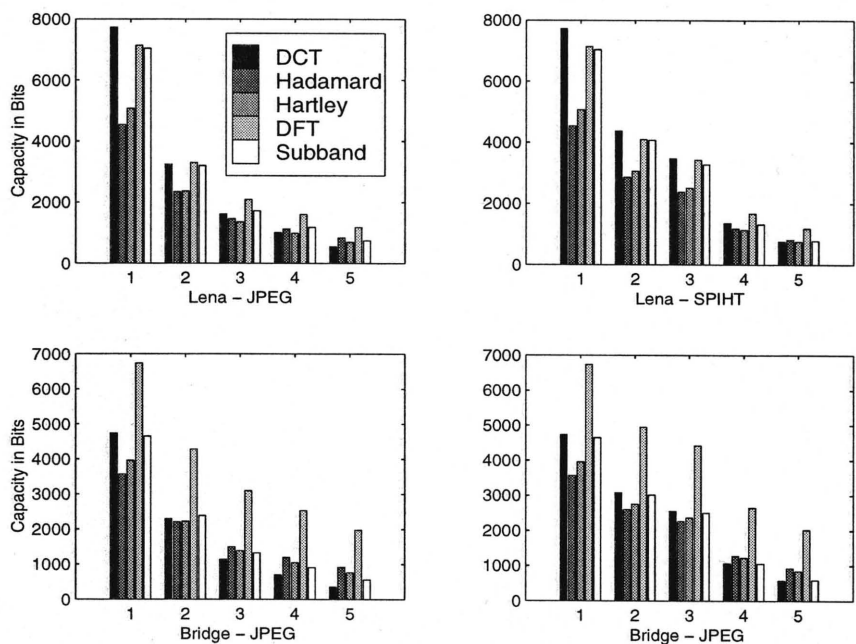 8000
6000
4000
2000
0
Capacity in Bits
DCT
Hadamard
Hartley
DFT
Subband
1 2 3 4 5
Lena – JPEG
8000
6000
4000
2000
0
1 2 3 4 5
Lena – SPIHT
7000
6000
5000
4000
3000
2000
1000
0
Capacity in Bits
1 2 3 4 5
Bridge – JPEG
7000
6000
5000
4000
3000
2000
1000
0
1 2 3 4 5
Bridge – JPEG